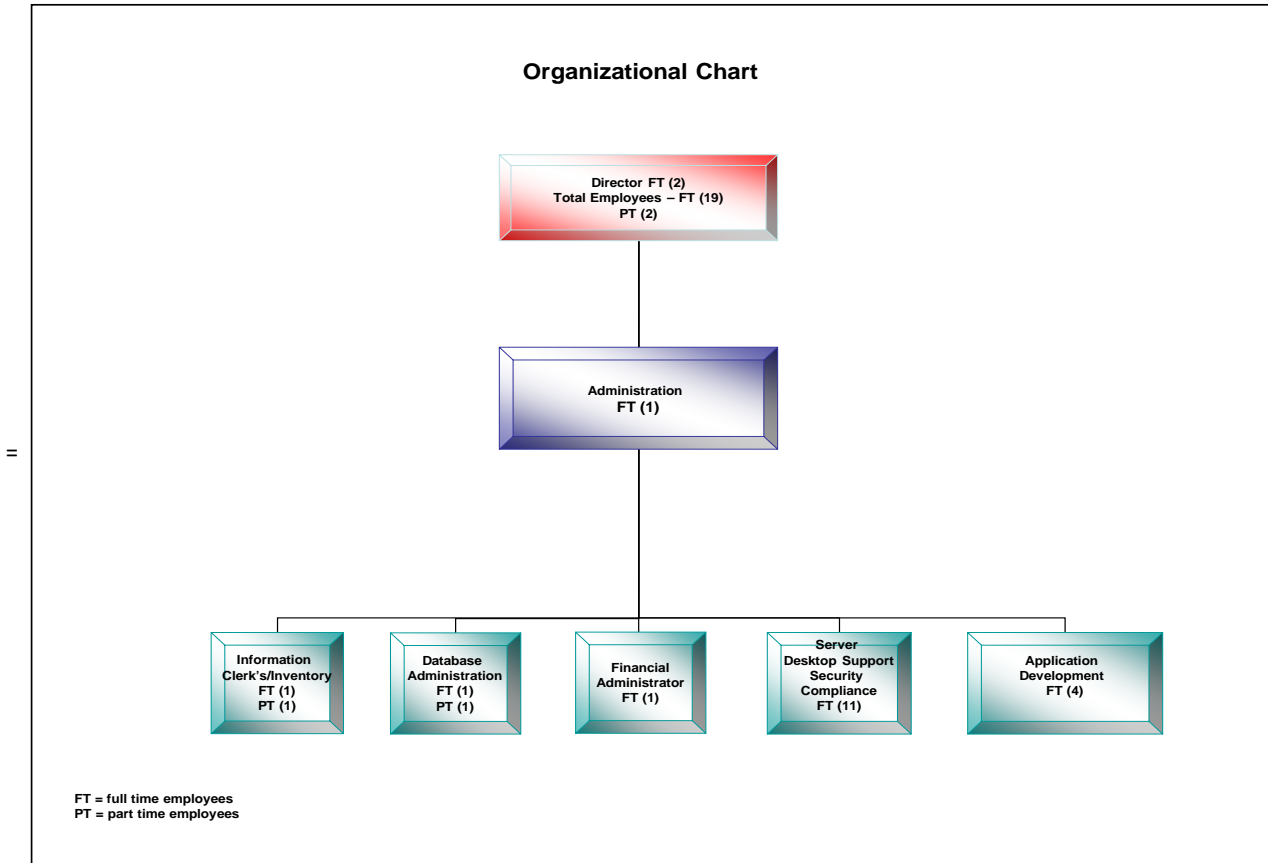 Organizational Chart
Director FT (2)
Total Employees – FT (19)
PT (2)
Administration
FT (1)
=
Information
Clerk's/Inventory
FT (1)
PT (1)
Database
Administration
FT (1)
PT (1)
Financial
Administrator
FT (1)
Server
Desktop Support
Security
Compliance
FT (11)
Application
Development
FT (4)
FT = full time employees
PT = part time employees